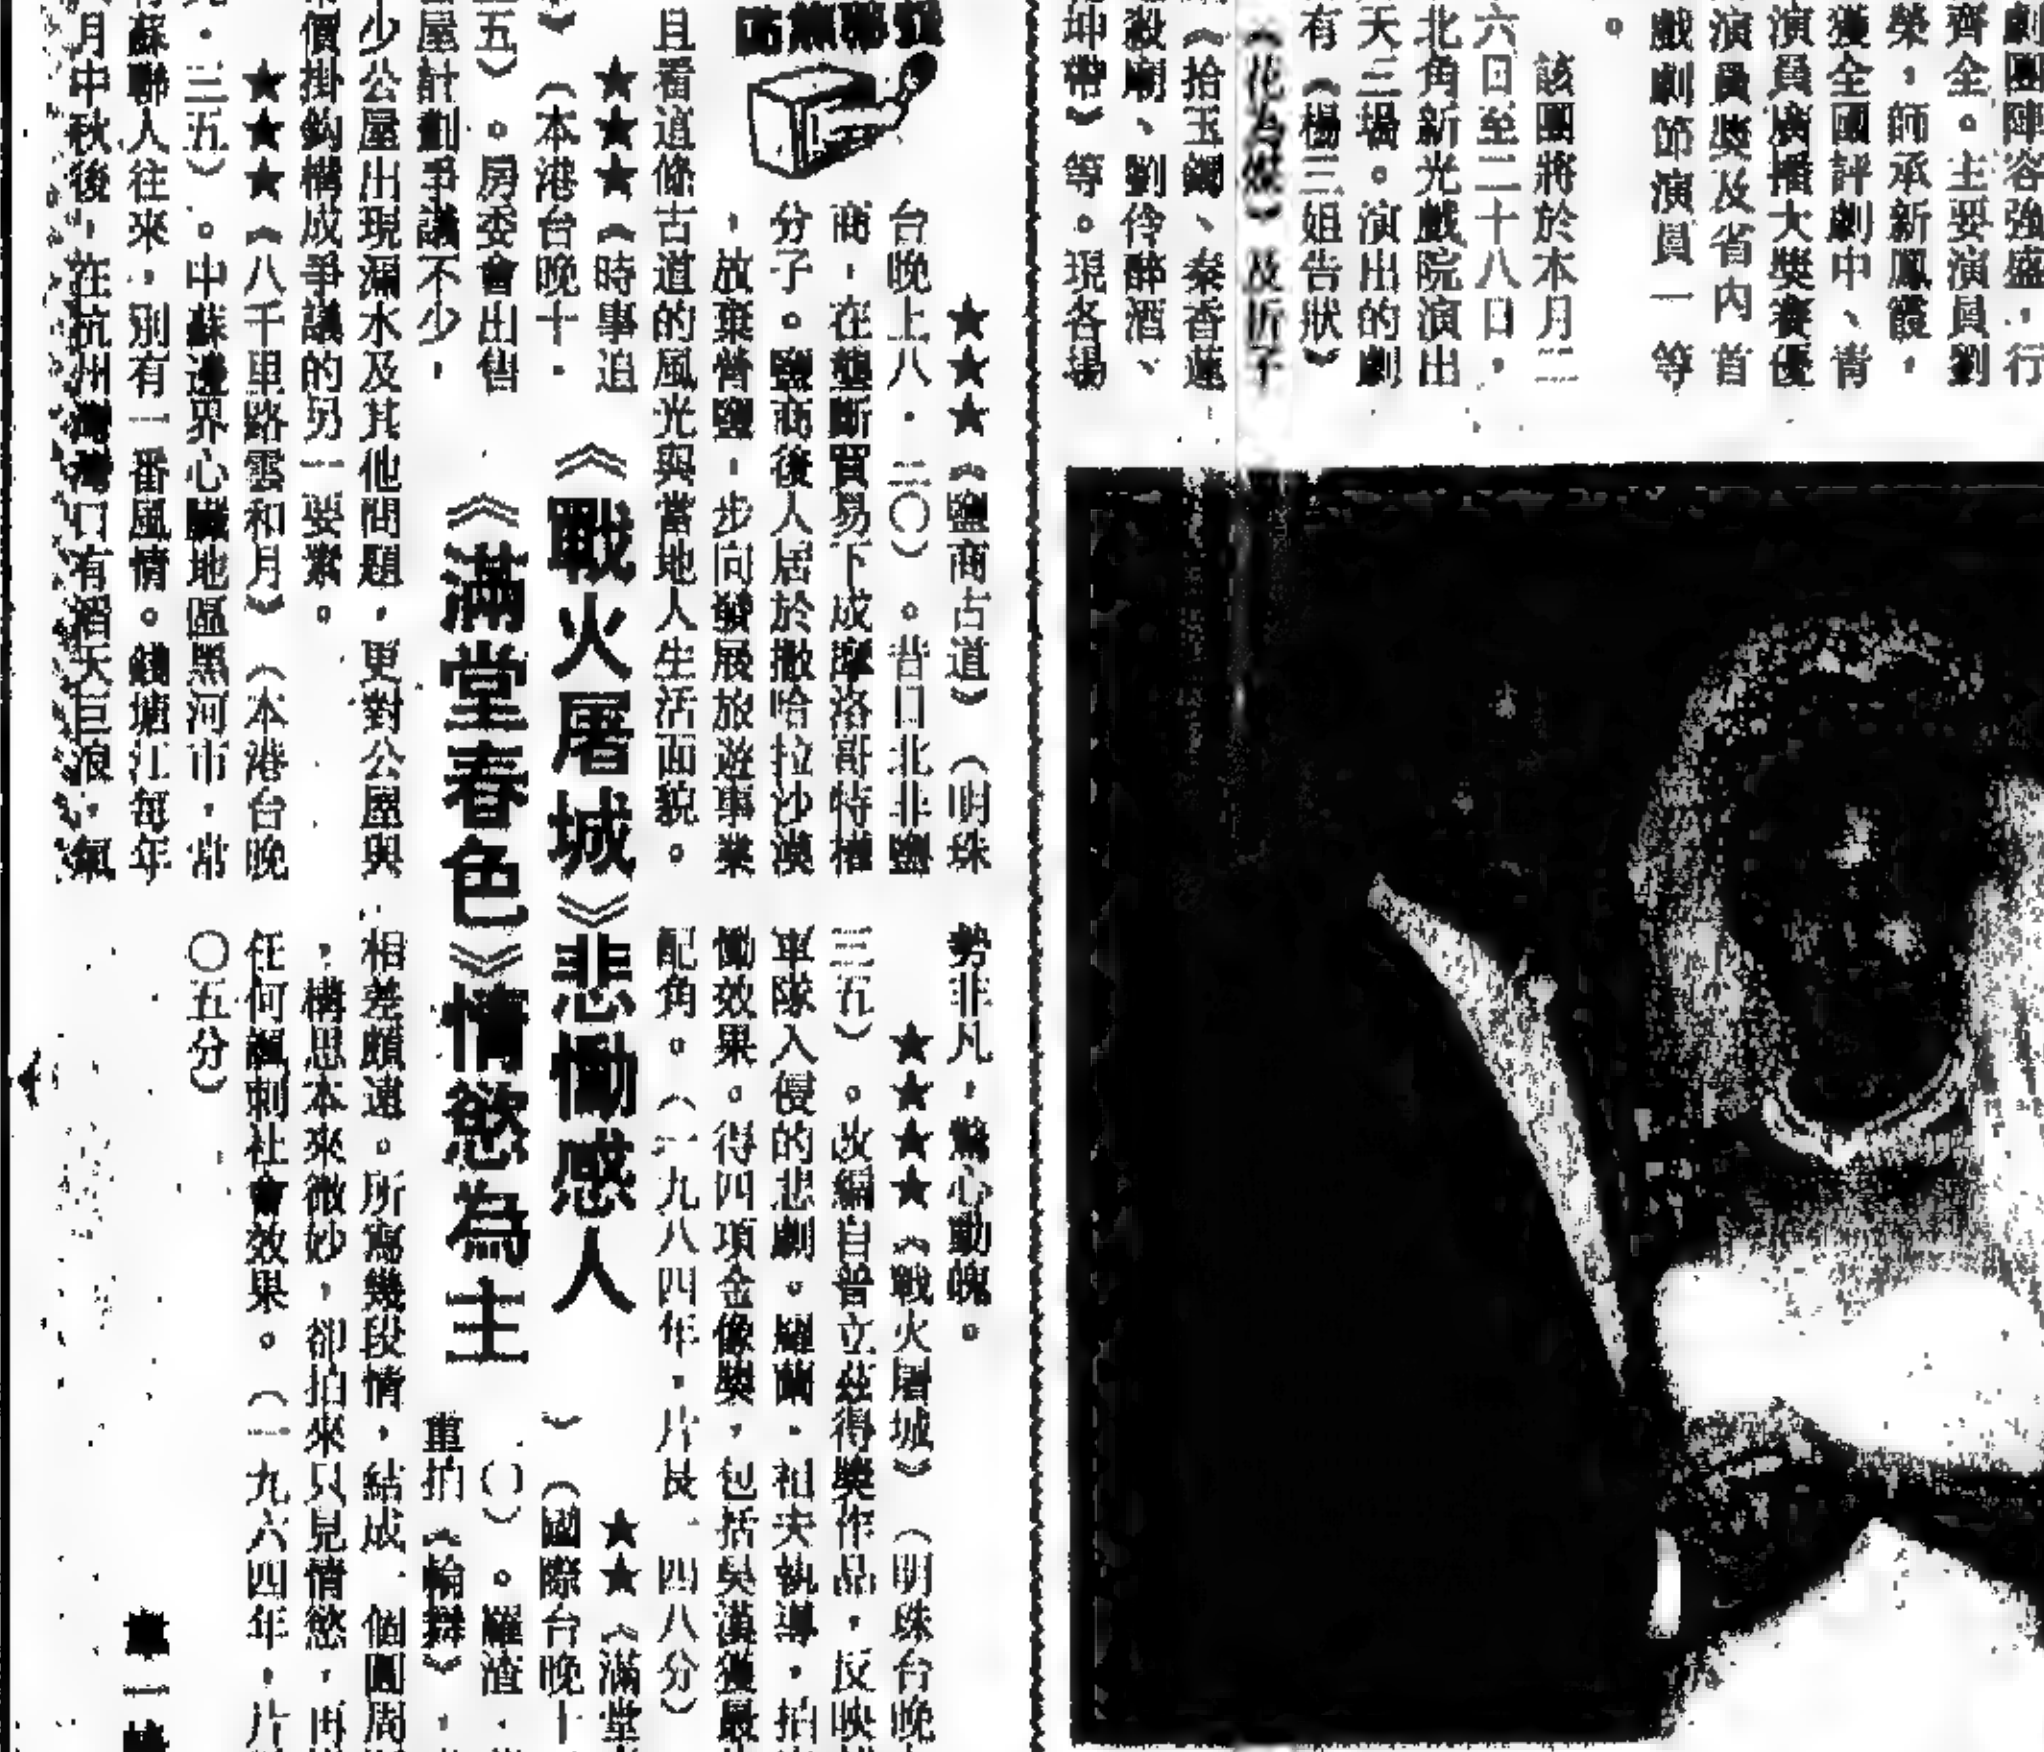 劇團陣容強盛,行
齊全。主要演員劉
榮,師承新鳳霞,
獲全國評劇中、青
演員廣播大獎賽優
演員獎及省內首
戲劇節演員一等
。
該團將於本月二
六日至二十八日,
北角新光戲院演出
天三場。演出的劇
有《楊三姐告狀》
《花為媒》及折子
《拾玉鐲、秦香蓮
殺廟、劉伶醉酒、
坤帶》等。現各場
《戰火屠城》悲慟感人
《滿堂春色》情慾為主
★★★《鹽商古道》(明珠
台晚上八.二〇)。昔日北非鹽
商,在壟斷貿易下成摩洛哥特權
分子。鹽商後人居於撒哈拉沙漠
,放棄營鹽,步向發展旅遊事業
且看這條古道的風光與當地人生活面貌。
★★★《時事追
》(本港台晚十.
五)。房委會出售
屋計劃爭議不少,
少公屋出現漏水及其他問題,更對公屋與
價掛鈎構成爭議的另一要素。
★★★《八千里路雲和月》(本港台晚
.三五)。中蘇邊界心臟地區黑河市,常
蘇聯人往來,別有一番風情。錢塘江每年
月中秋後,在杭州灣灣口有滔天巨浪,氣
勢非凡,驚心動魄。
★★★★《戰火屠城》(明珠台晚
三五)。改編自普立茲得獎作品,反映
軍隊入侵的悲劇。羅蘭.祖夫執導,拍
慟效果。得四項金像獎,包括吳漢獲最
配角。(一九八四年,片長一四八分)
★★《滿堂
》(國際台晚十
〇)。羅渣.
重拍《輪舞》,
相差頗遠。所寫幾段情,結成一個圓周
,構思本來微妙,卻拍來只見情慾,再
任何諷刺社會效果。(一九六四年,片
〇五分)